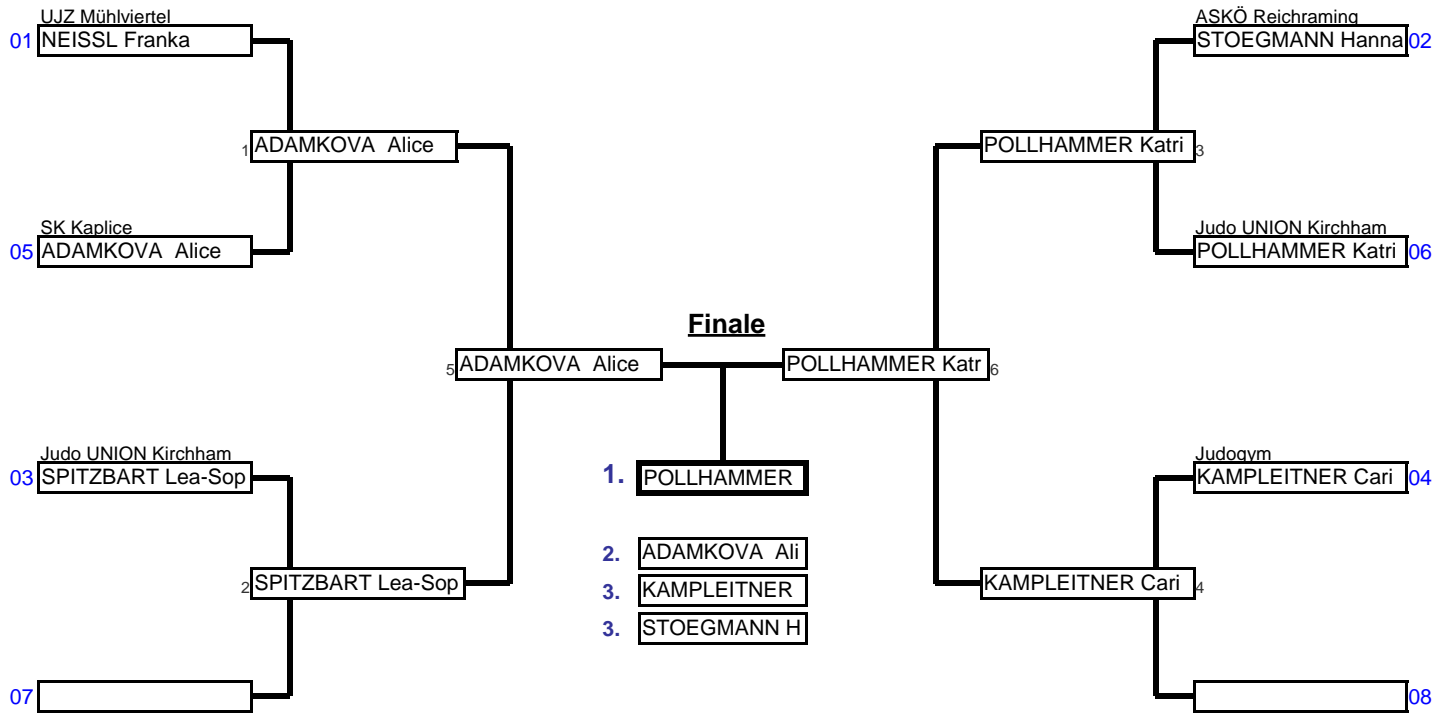 UJZ Mühlviertel
01 NEISSL Franka
ASKÖ Reichraming
STOEGMANN Hanna 02
1 ADAMKOVA Alice
POLLHAMMER Katri 3
SK Kaplice
05 ADAMKOVA Alice
Judo UNION Kirchham
POLLHAMMER Katri 06
Finale
5 ADAMKOVA Alice
POLLHAMMER Katr 6
Judo UNION Kirchham
03 SPITZBART Lea-Sop
1. POLLHAMMER
Judogym
KAMPLEITNER Cari 04
2. ADAMKOVA Ali
3. KAMPLEITNER
3. STOEGMANN H
2 SPITZBART Lea-Sop
KAMPLEITNER Cari 4
07
08